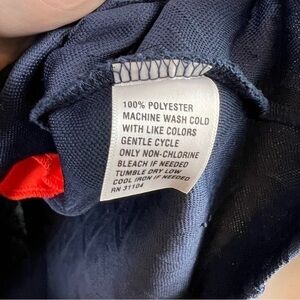 100% POLYESTER
MACHINE WASH COLD
WITH LIKE COLORS
GENTLE CYCLE
ONLY NON-CHLORINE
BLEACH IF NEEDED
TUMBLE DRY LOW
COOL IRON IF NEEDED
RN 31104